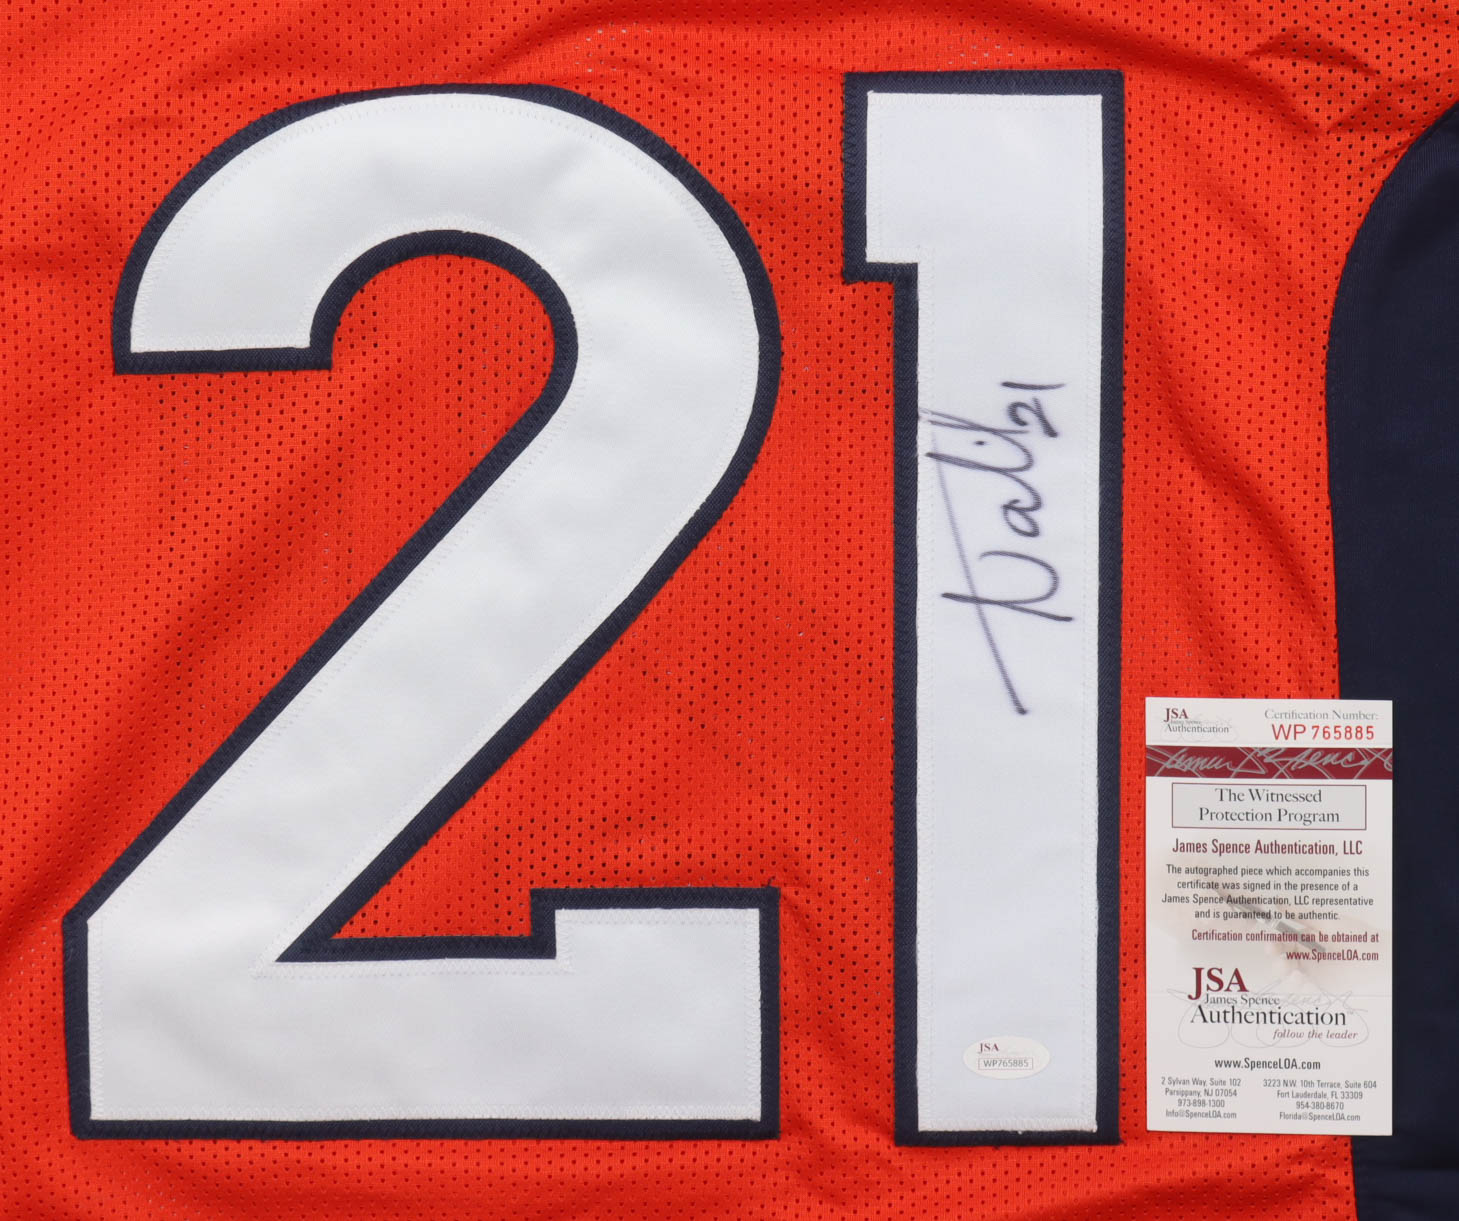 21
21
JSA
Authentication
Certification Number:
WP765885
The Witnessed
Protection Program
James Spence Authentication, LLC
The autographed piece which accompanies this
certificate was signed in the presence of a
James Spence Authentication, LLC representative
and is guaranteed to be authentic.
Certification confirmation can be obtained at
www.SpenceLOA.com
JSA
James Spence
Authentication
follow the leader
www.SpenceLOA.com
2 Sylvan Way, Suite 102
Parsippany, NJ 07054
973-898-1300
Info@SpenceLOA.com
3223 N.W. 10th Terrace, Suite 604
Fort Lauderdale, FL 33309
954-380-8670
Florida@SpenceLOA.com
JSA
WP765885